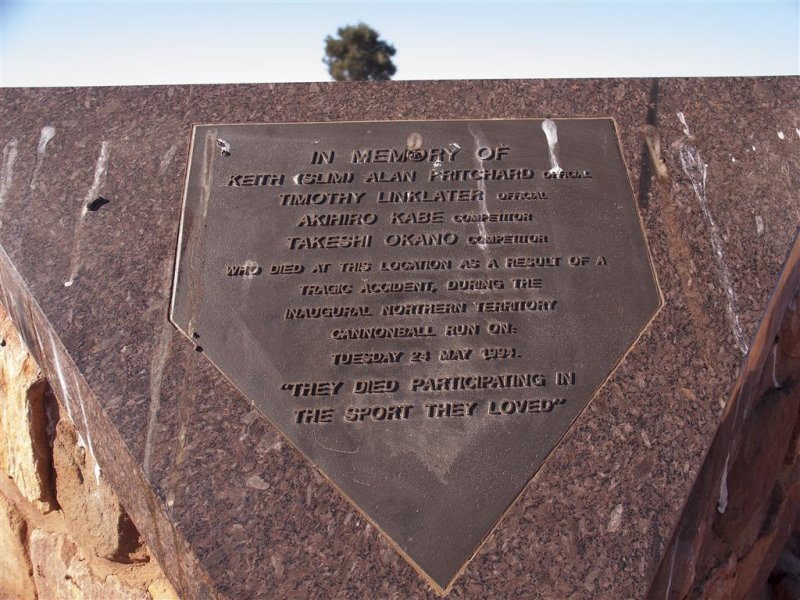 IN MEMORY OF
KEITH (SLIM) ALAN PRITCHARD OFFICIAL
TIMOTHY LINKLATER OFFICIAL
AKIHIRO KABE COMPETITOR
TAKESHI OKANO COMPETITOR
WHO DIED AT THIS LOCATION AS A RESULT OF A
TRAGIC ACCIDENT, DURING THE
INAUGURAL NORTHERN TERRITORY
CANNONBALL RUN ON:
TUESDAY 24 MAY 1994.
"THEY DIED PARTICIPATING IN
THE SPORT THEY LOVED"